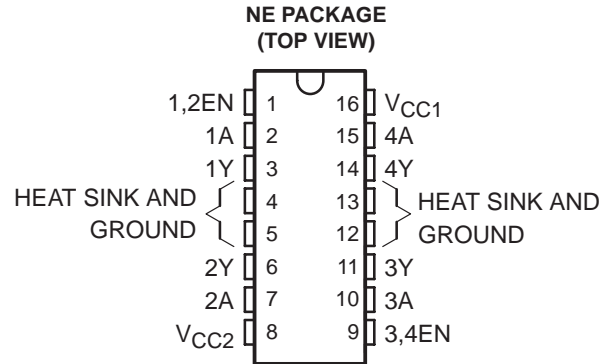 NE PACKAGE
(TOP VIEW)
1,2EN 1 16 VCC1
1A 2 15 4A
1Y 3 14 4Y
HEAT SINK AND 4 13 HEAT SINK AND
GROUND 5 12 GROUND
2Y 6 11 3Y
2A 7 10 3A
VCC2 8 9 3,4EN